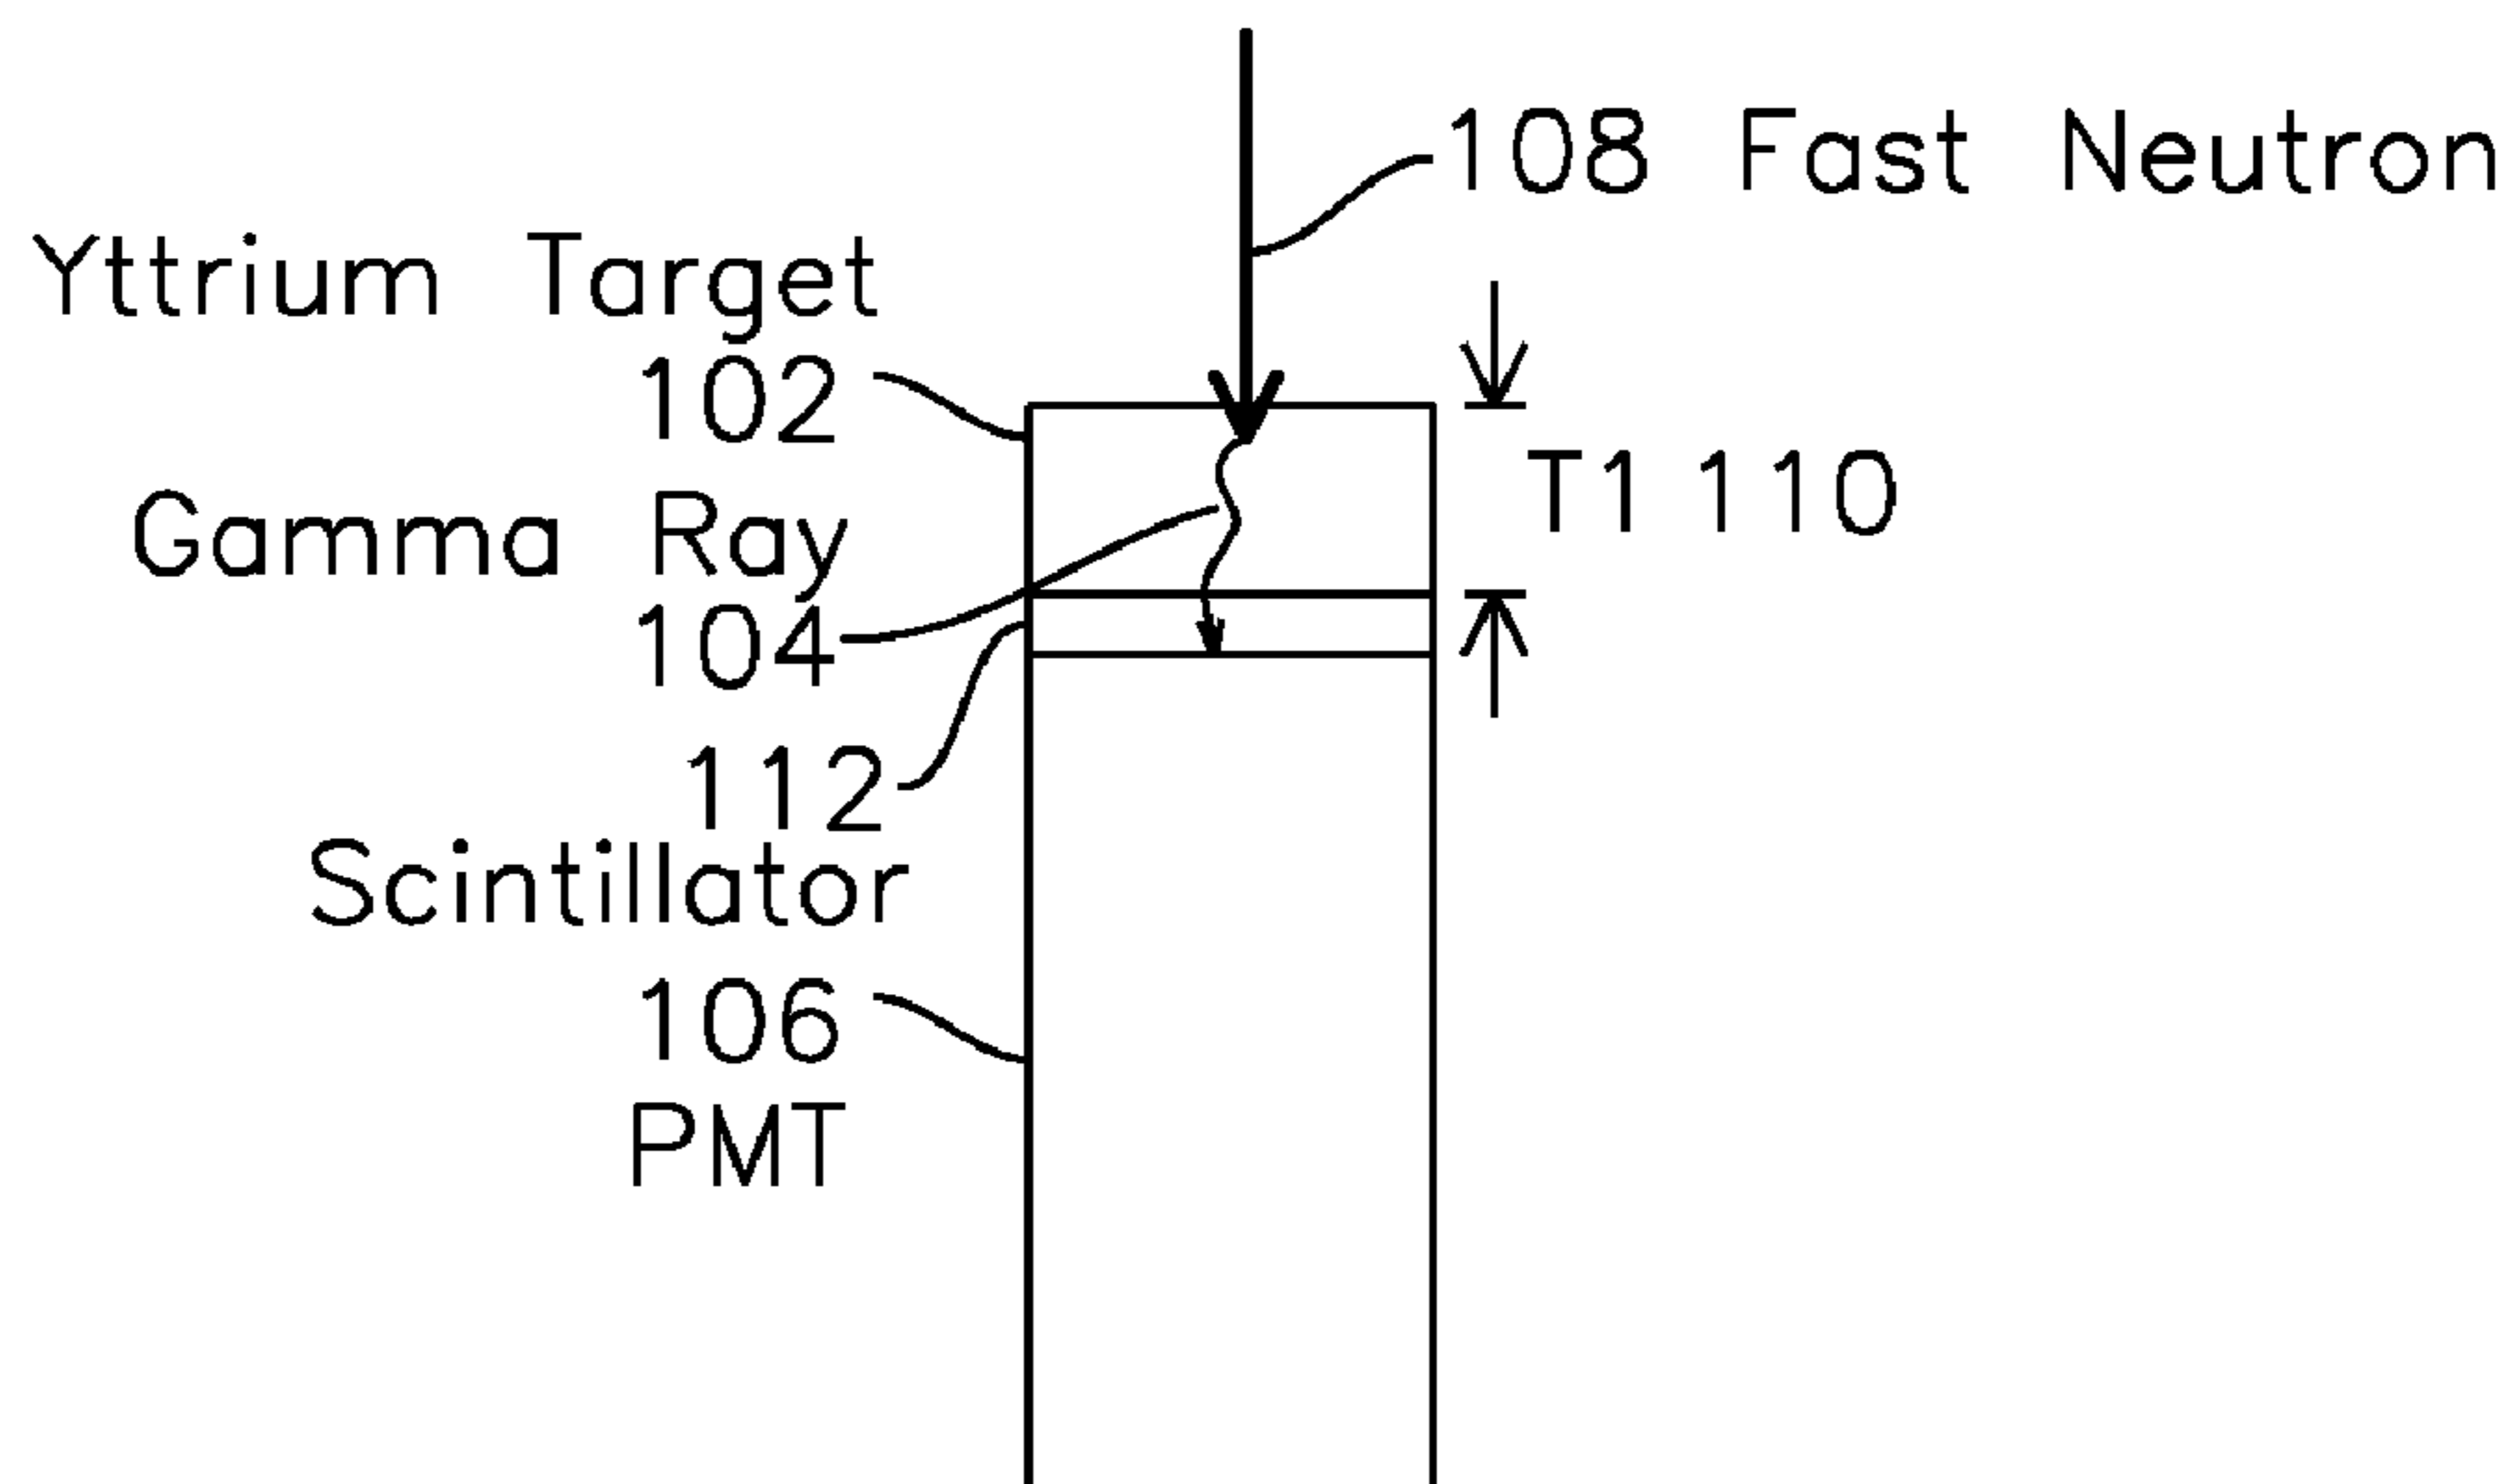 108 Fast Neutron
Yttrium Target
102
T1 110
Gamma Ray
104
112
Scintillator
106
PMT